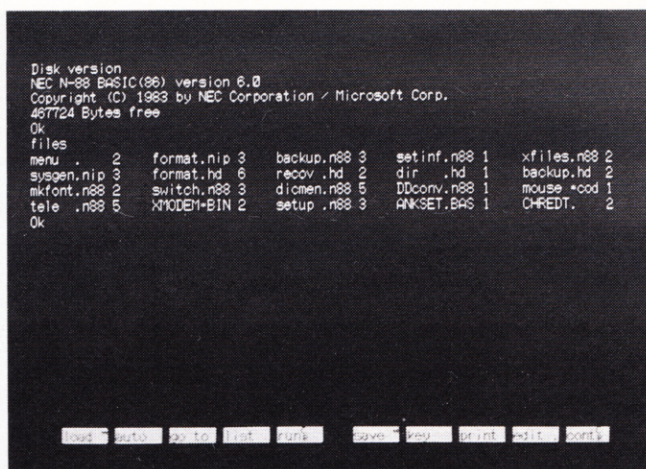 Disk version
NEC N-88 BASIC(86) version 6.0
Copyright (C) 1983 by NEC Corporation / Microsoft Corp.
467724 Bytes free
Ok
files
menu  .    2    format.nip 3    backup.n88 3    setinf.n88 1    xfiles.n88 2
sysgen.nip 3    format.hd  6    recov .hd  2    dir   .hd  1    backup.hd  2
mkfont.n88 2    switch.n88 3    dicmen.n88 5    DDconv.n88 1    mouse *cod 1
tele  .n88 5    XMODEM*BIN 2    setup .n88 3    ANKSET.BAS 1    CHREDT.    2
Ok
load " auto go to list run save " key print edit . cont